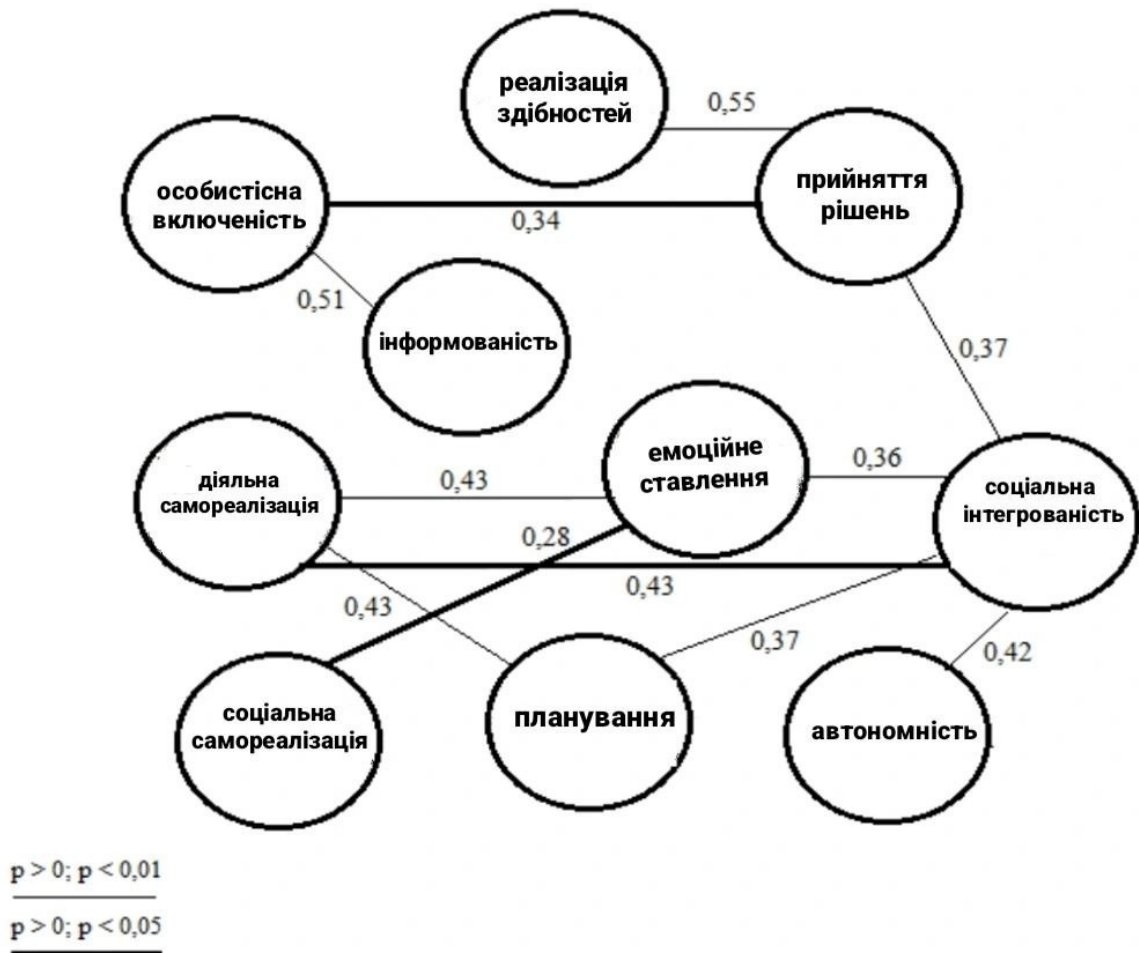 реалізація
здібностей
0,55
особистісна
включеність
прийняття
рішень
0,34
0,51
інформованість
0,37
емоційне
ставлення
0,36
діяльна
самореалізація
0,43
соціальна
інтегрованість
0,28
0,43
0,43
0,37
0,42
соціальна
самореалізація
планування
автономність
p > 0; p < 0,01
p > 0; p < 0,05